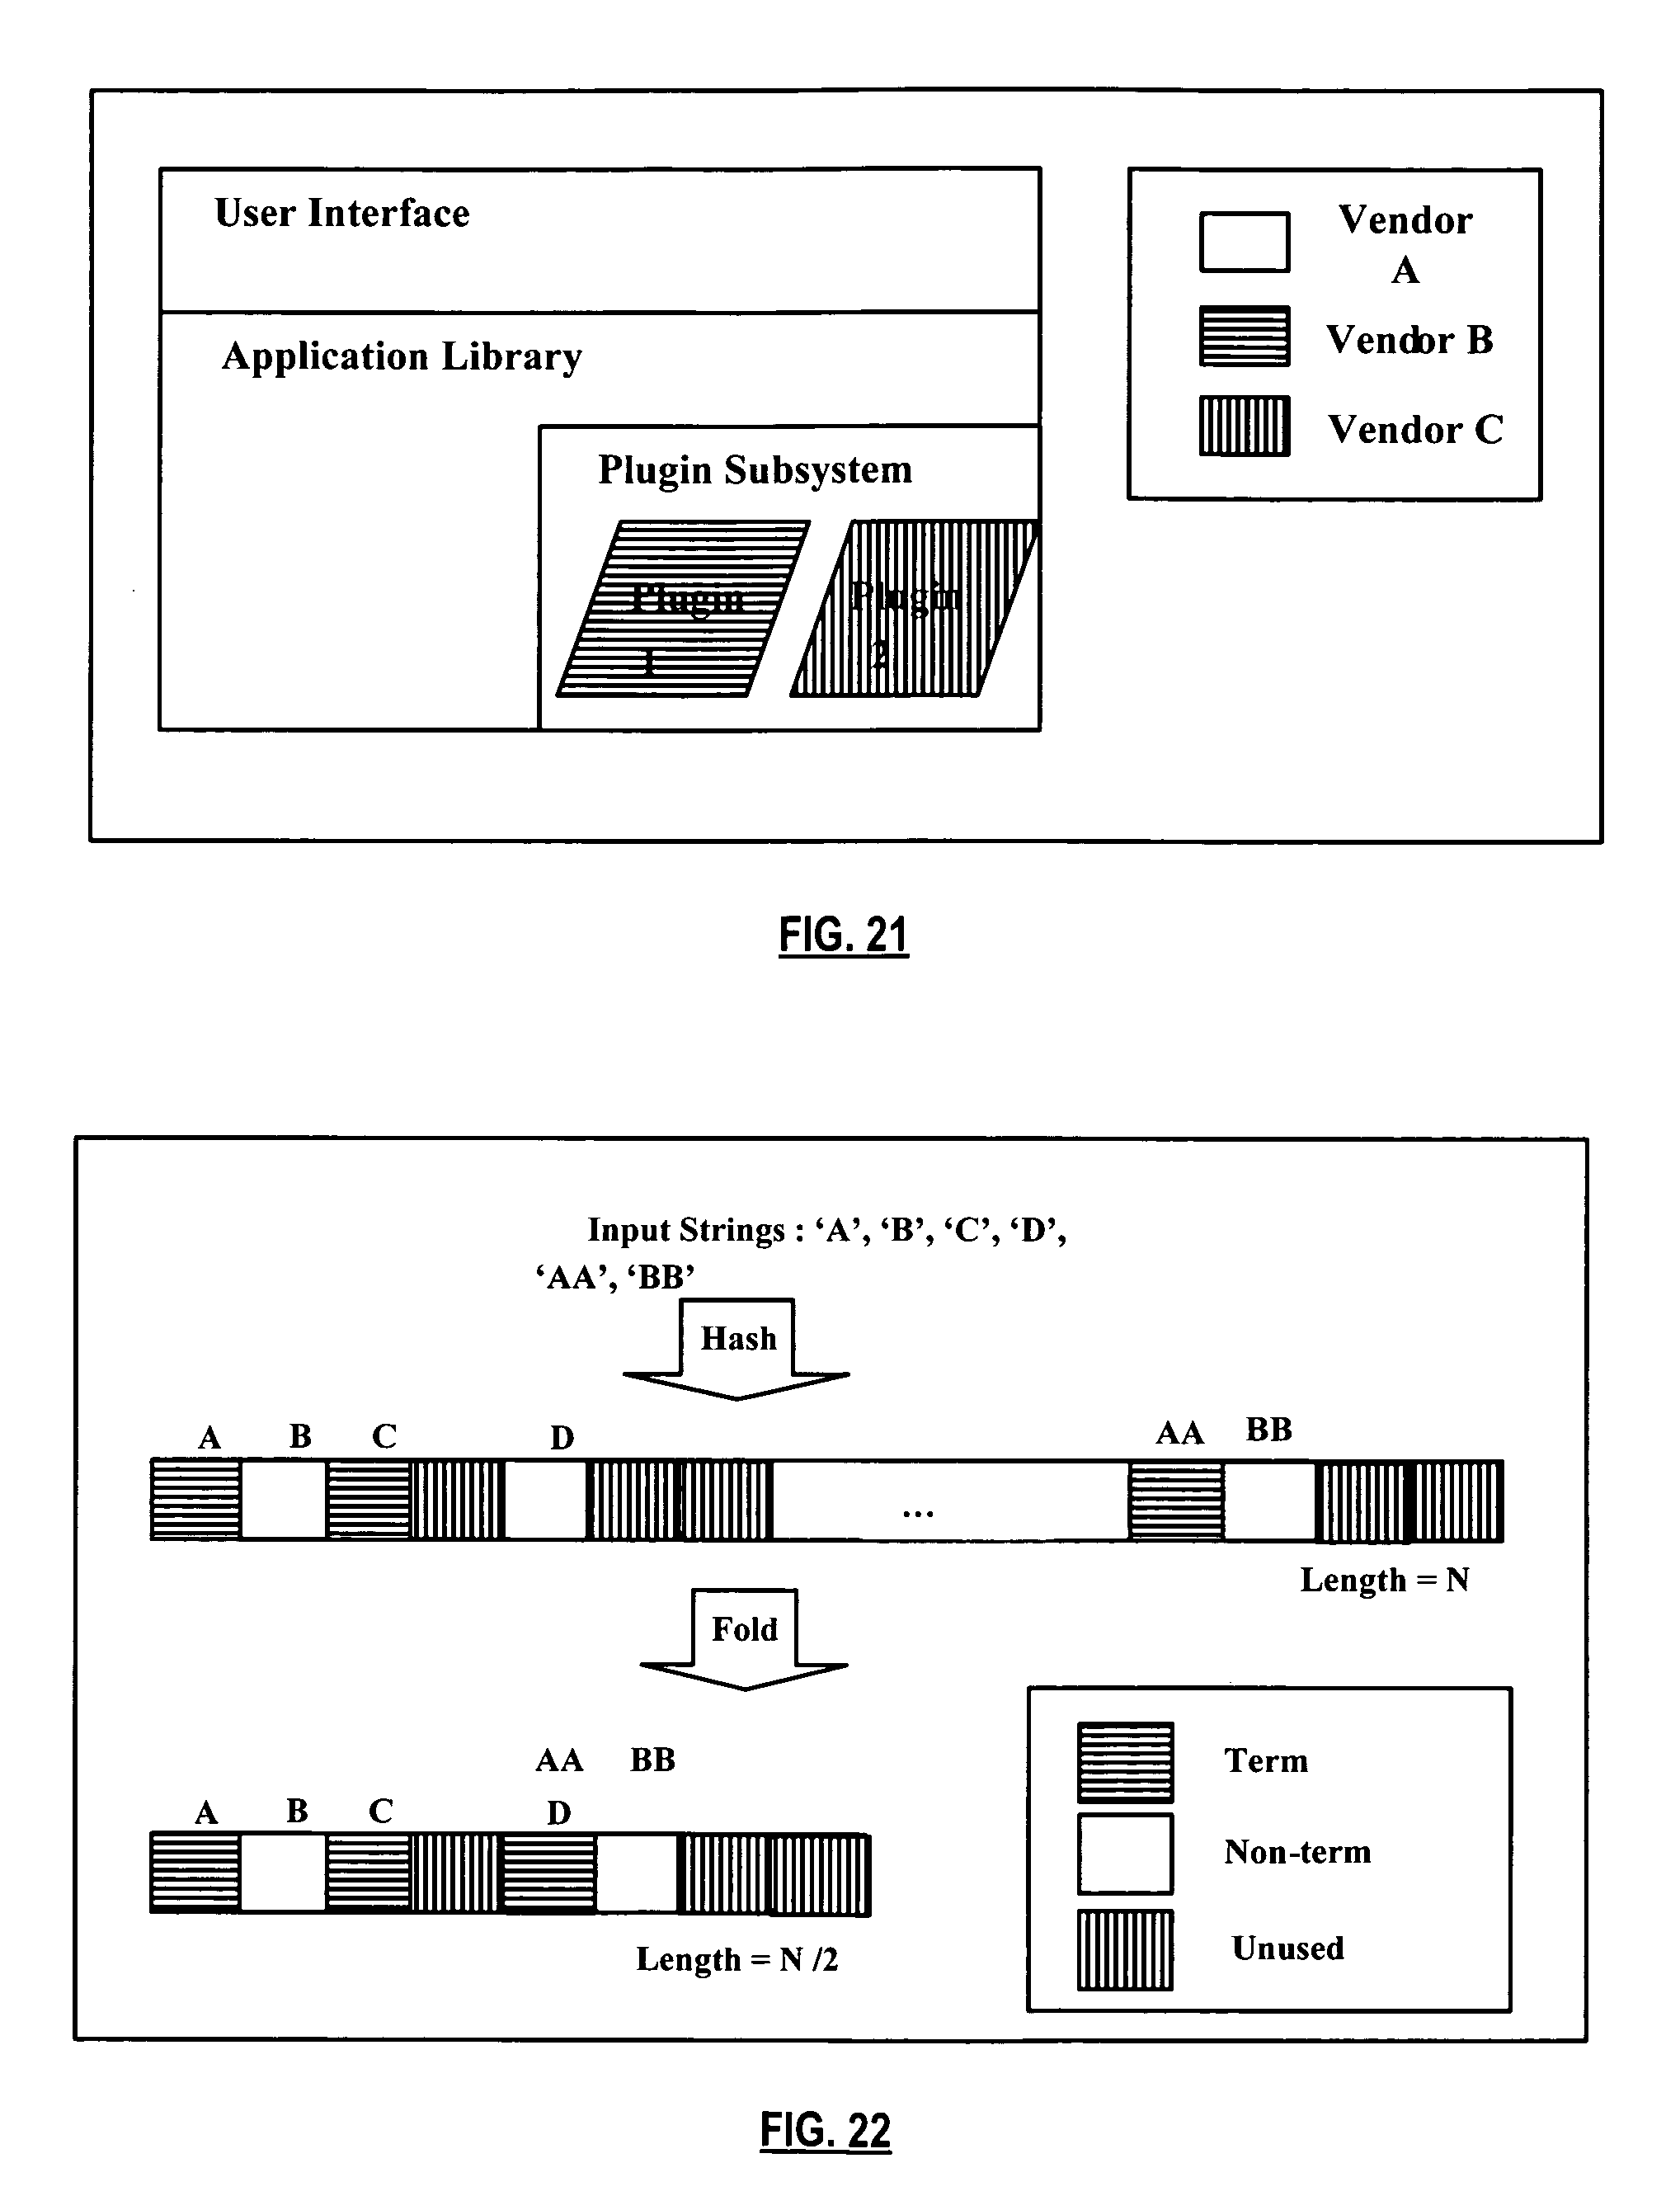 User Interface
Application Library
Plugin Subsystem
Plugin
1
Plugin
2
Vendor
A
Vendor B
Vendor C
FIG. 21
Input Strings : ‘A’, ‘B’, ‘C’, ‘D’,
‘AA’, ‘BB’
Hash
A B C D AA BB
...
Length = N
Fold
AA BB
A B C D
Length = N /2
Term
Non-term
Unused
FIG. 22